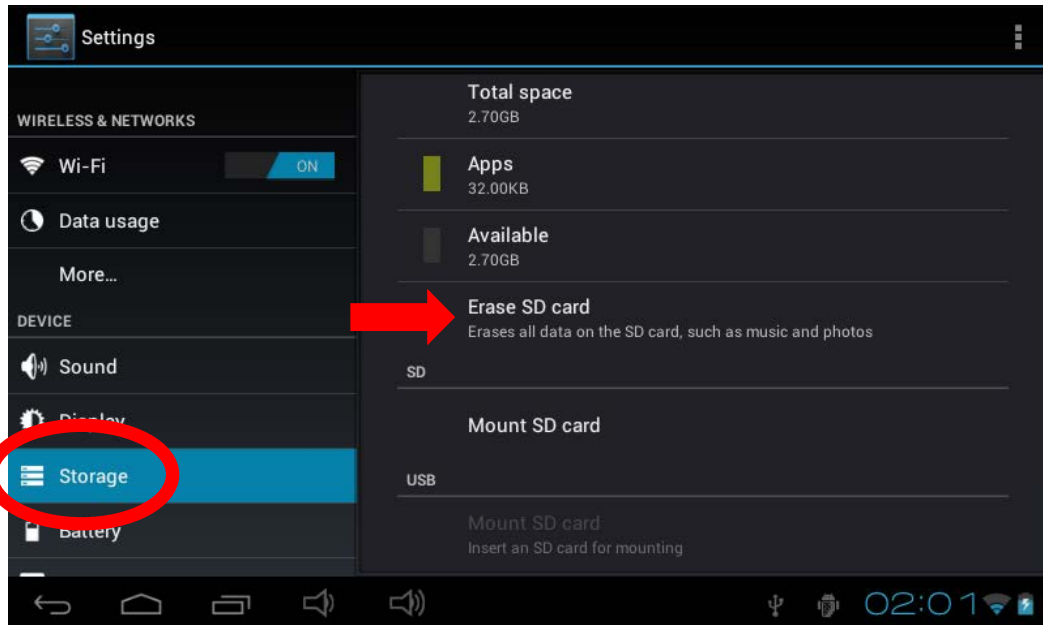 Settings
WIRELESS & NETWORKS
Wi-Fi
ON
Data usage
More...
DEVICE
Sound
Display
Storage
Battery
Total space
2.70GB
Apps
32.00KB
Available
2.70GB
Erase SD card
Erases all data on the SD card, such as music and photos
SD
Mount SD card
USB
Mount SD card
Insert an SD card for mounting
02:01